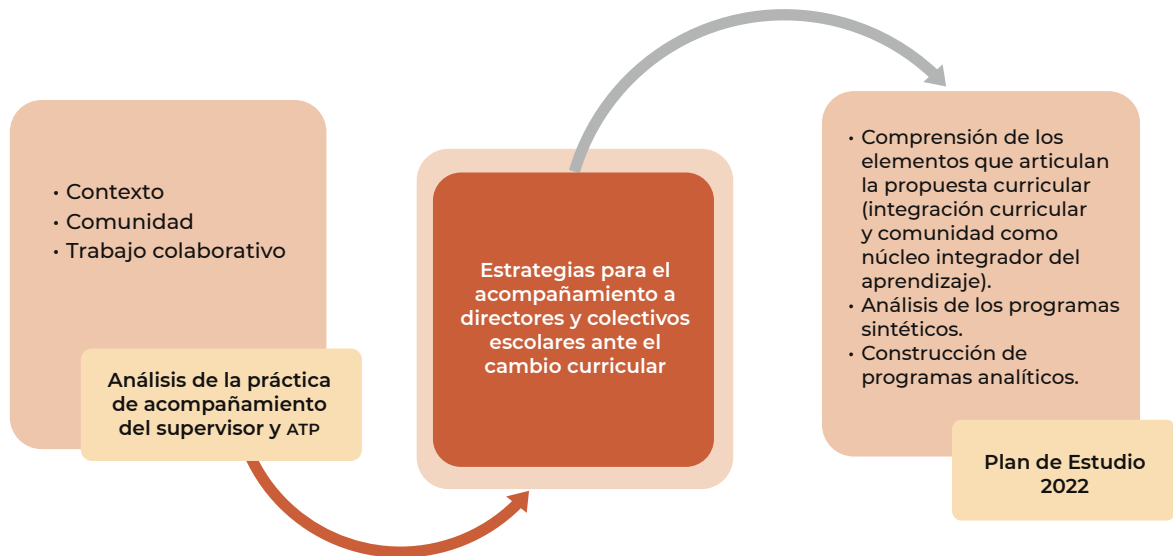 · Contexto
· Comunidad
· Trabajo colaborativo
Análisis de la práctica
de acompañamiento
del supervisor y ATP
Estrategias para el
acompañamiento a
directores y colectivos
escolares ante el
cambio curricular
· Comprensión de los
elementos que articulan
la propuesta curricular
(integración curricular
y comunidad como
núcleo integrador del
aprendizaje).
· Análisis de los programas
sintéticos.
· Construcción de
programas analíticos.
Plan de Estudio
2022